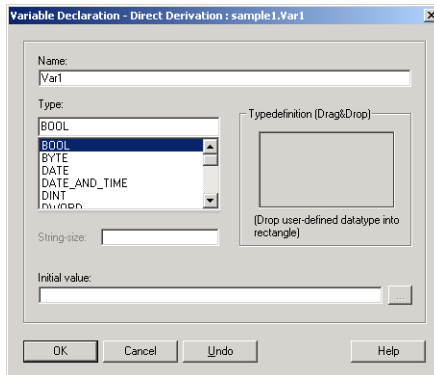 Variable Declaration - Direct Derivation : sample1.Var1
Name:
Var1
Type:
BOOL
BOOL
BYTE
DATE
DATE_AND_TIME
DINT
DWORD
Typedefinition (Drag&Drop)
(Drop user-defined datatype into
rectangle)
String-size:
Initial value:
...
OK
Cancel
Undo
Help